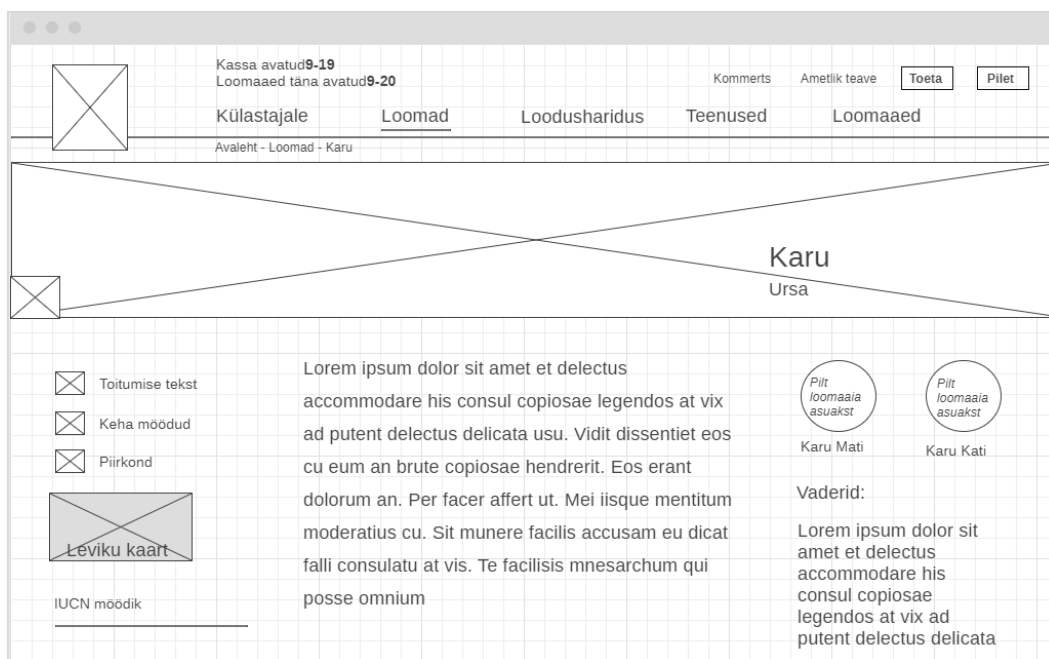 Kassa avatud9-19
Loomaaed täna avatud9-20
Kommerts Ametlik teave Toeta Pilet
Külastajale Loomad Loodusharidus Teenused Loomaaed
Avaleht - Loomad - Karu
Karu
Ursa
Toitumise tekst
Keha möödud
Piirkond
Leviku kaart
IUCN möödik
Lorem ipsum dolor sit amet et delectus
accommodare his consul copiosae legendos at vix
ad putent delectus delicata usu. Vidit dissentiet eos
cu eum an brute copiosae hendrerit. Eos erant
dolorum an. Per facer affert ut. Mei iisque mentitum
moderatius cu. Sit munere facilis accusam eu dicat
falli consulatu at vis. Te facilisis mnesarchum qui
posse omnium
Pilt
loomaaia
asuakst
Karu Mati
Pilt
loomaaia
asuakst
Karu Kati
Vaderid:
Lorem ipsum dolor sit
amet et delectus
accommodare his
consul copiosae
legendos at vix ad
putent delectus delicata